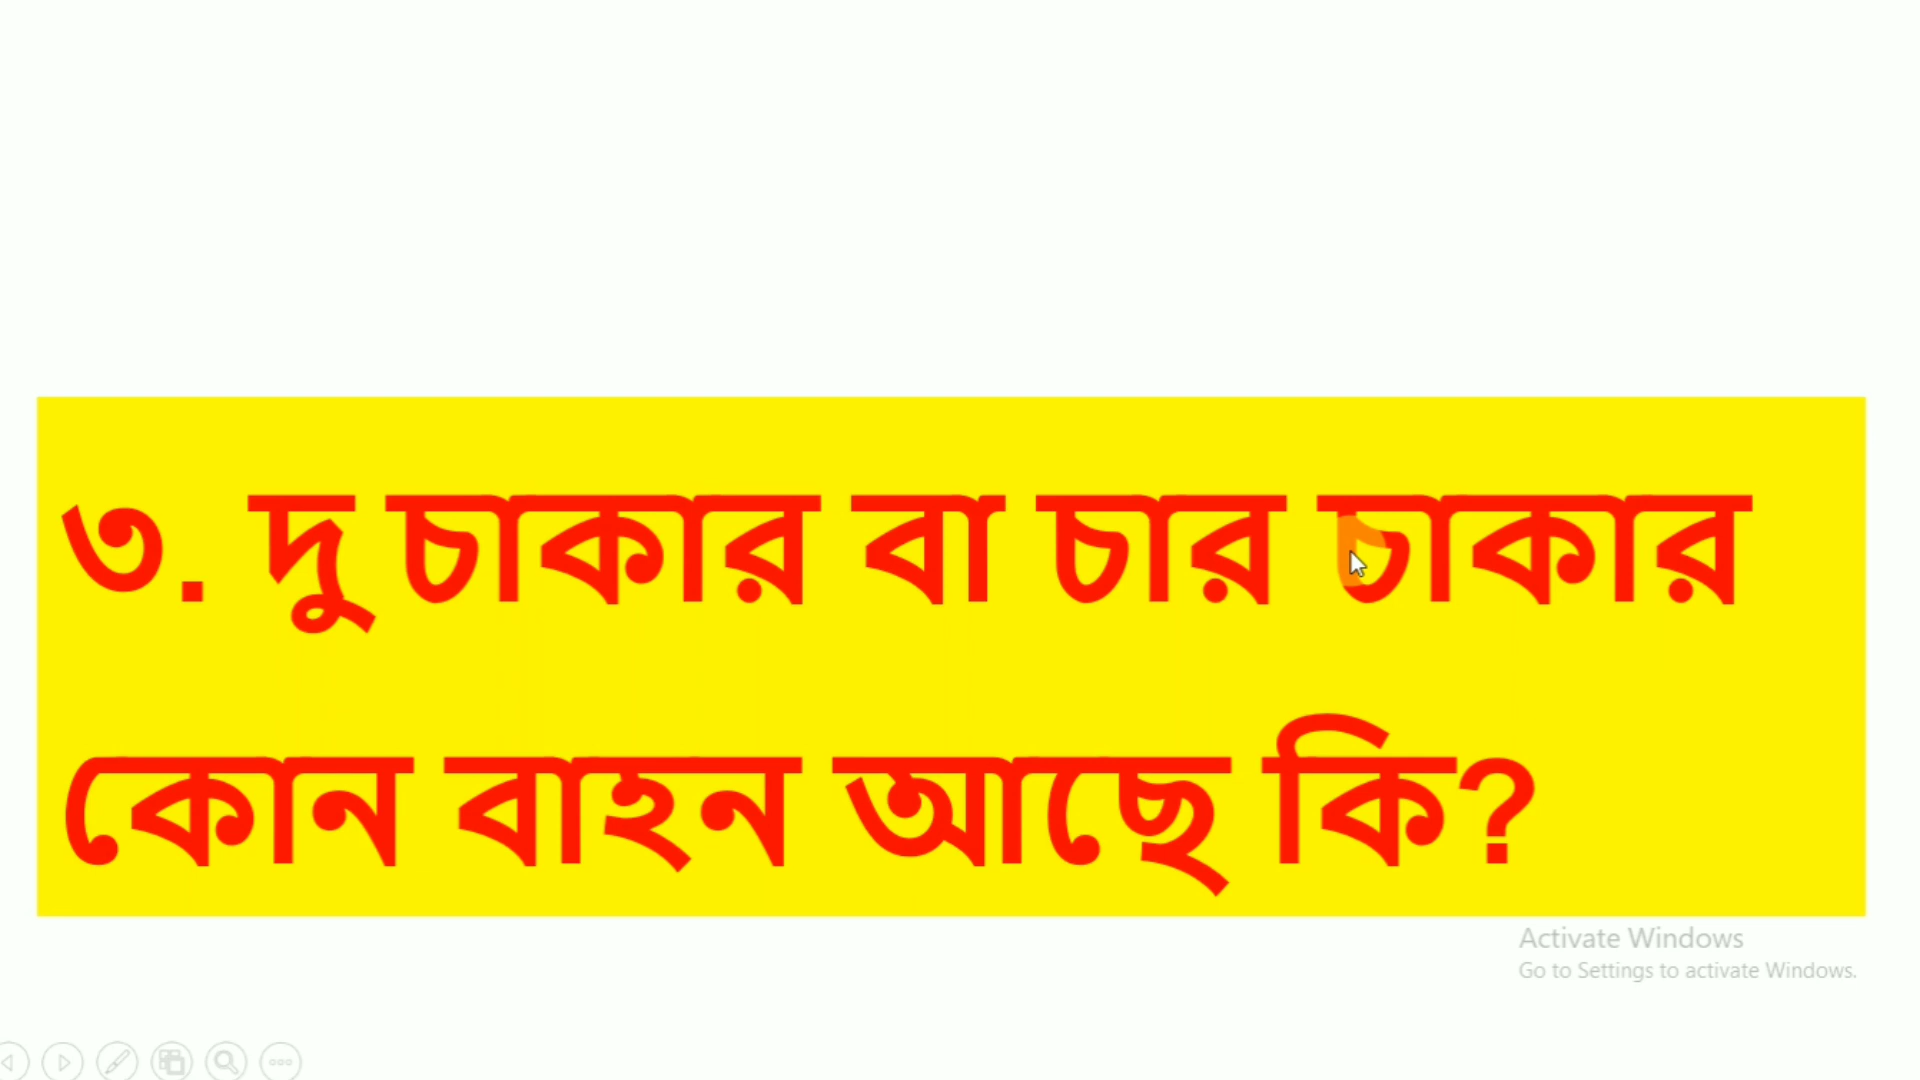 ৩. দু চাকার বা চার চাকার
কোন বাহন আছে কি?
Activate Windows
Go to Settings to activate Windows.